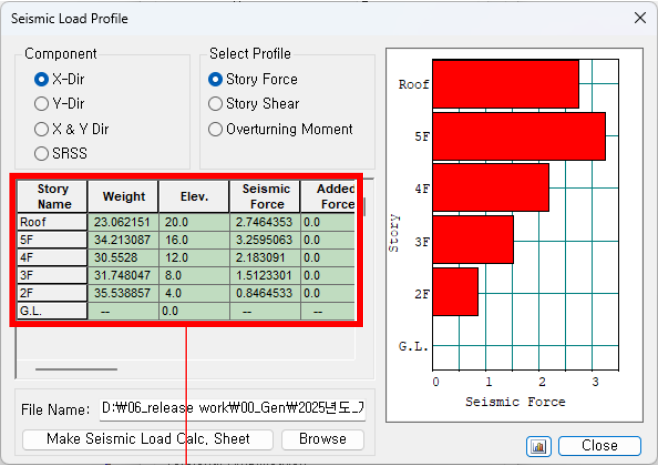 Seismic Load Profile
Component
X-Dir
Y-Dir
X & Y Dir
SRSS
Select Profile
Story Force
Story Shear
Overturning Moment
Story Name Weight Elev. Seismic Force Added Force
Roof 23.062151 20.0 2.7464353 0.0
5F 34.213087 16.0 3.2595063 0.0
4F 30.5528 12.0 2.183091 0.0
3F 31.748047 8.0 1.5123301 0.0
2F 35.538857 4.0 0.8464533 0.0
G.L. -- 0.0 -- --
File Name: D:₩06_release work₩00_Gen₩2025년도_
Make Seismic Load Calc. Sheet
Browse
Roof
5F
4F
3F
2F
G.L.
Story
0 1 2 3
Seismic Force
Close